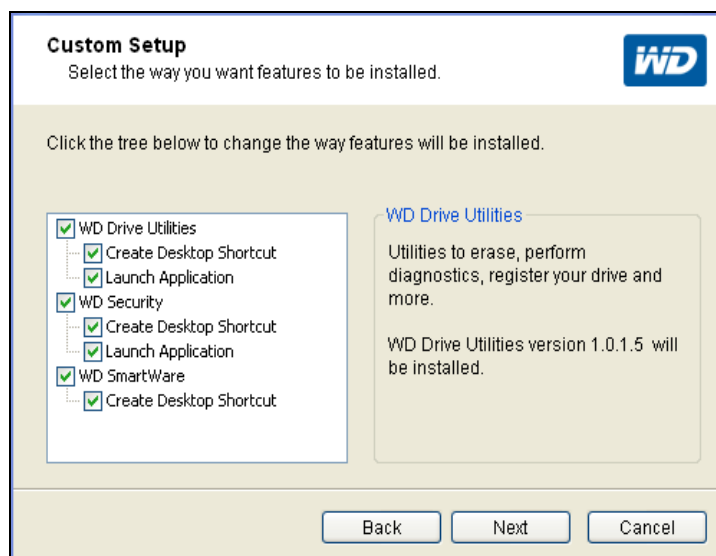 Custom Setup
Select the way you want features to be installed.
WD
Click the tree below to change the way features will be installed.
WD Drive Utilities
Create Desktop Shortcut
Launch Application
WD Security
Create Desktop Shortcut
Launch Application
WD SmartWare
Create Desktop Shortcut
WD Drive Utilities
Utilities to erase, perform
diagnostics, register your drive and
more.
WD Drive Utilities version 1.0.1.5 will
be installed.
Back
Next
Cancel